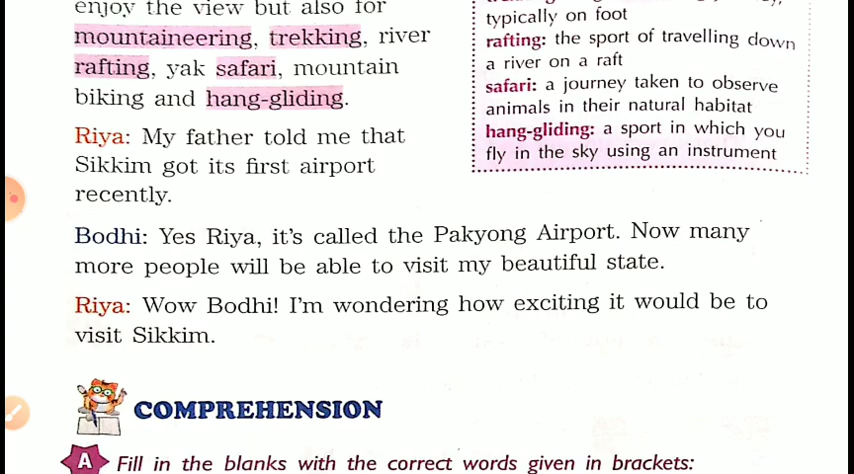 enjoy the view but also for
mountaineering, trekking, river
rafting, yak safari, mountain
biking and hang-gliding.
typically on foot
rafting: the sport of travelling down
a river on a raft
safari: a journey taken to observe
animals in their natural habitat
hang-gliding: a sport in which you
fly in the sky using an instrument
Riya: My father told me that
Sikkim got its first airport
recently.
Bodhi: Yes Riya, it's called the Pakyong Airport. Now many
more people will be able to visit my beautiful state.
Riya: Wow Bodhi! I'm wondering how exciting it would be to
visit Sikkim.
COMPREHENSION
A Fill in the blanks with the correct words given in brackets: